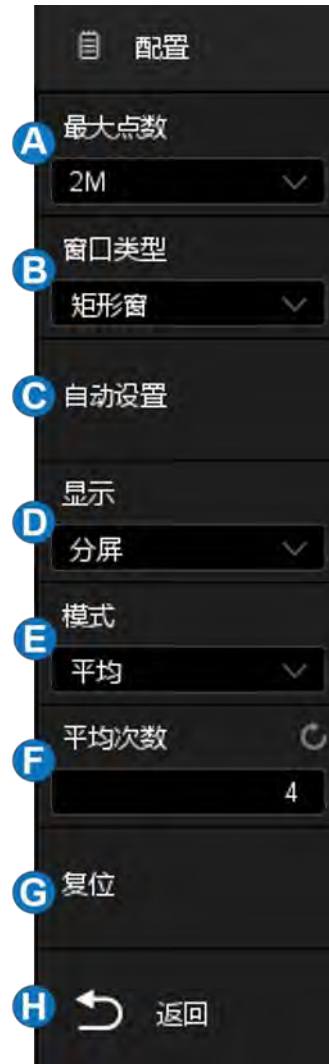 配置
A 最大点数
2M
B 窗口类型
矩形窗
C 自动设置
D 显示
分屏
E 模式
平均
F 平均次数
4
G 复位
H 返回